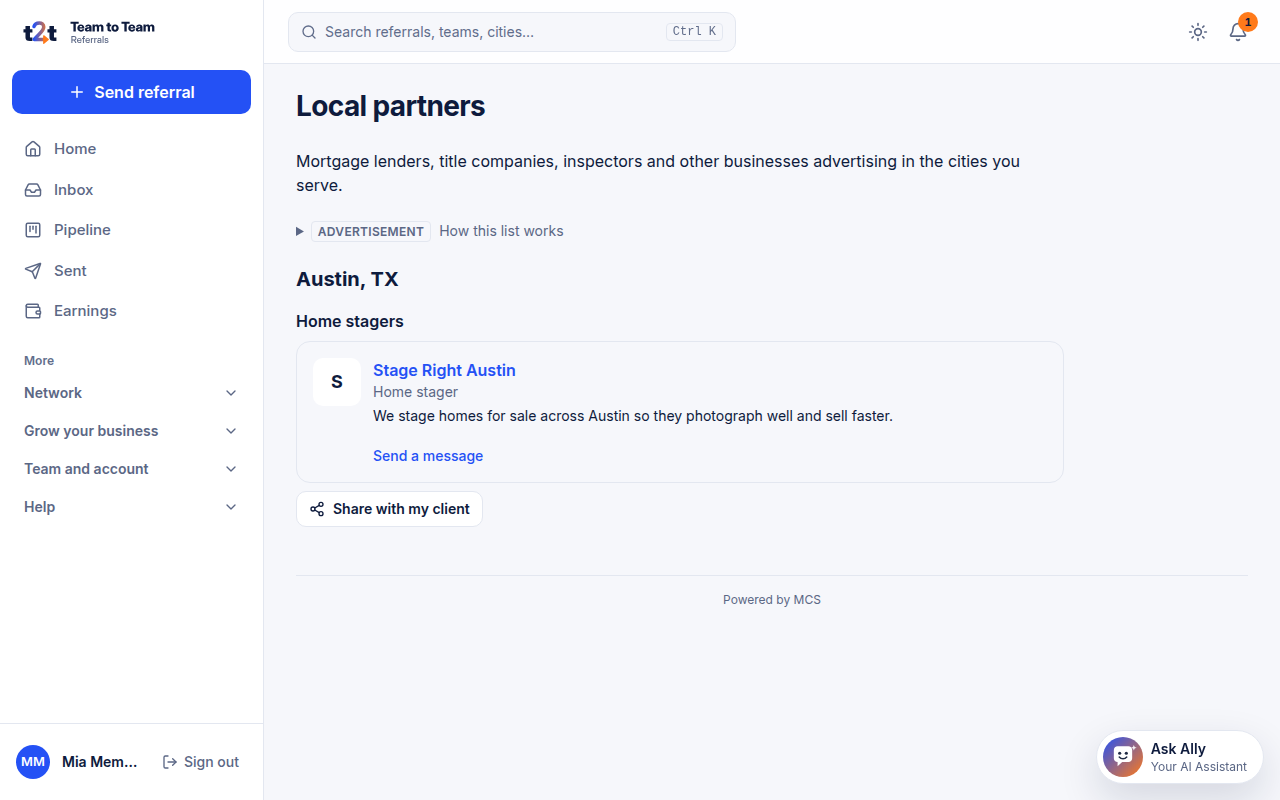 t2t Team to Team
Referrals
Send referral
Home
Inbox
Pipeline
Sent
Earnings
More
Network
Grow your business
Team and account
Help
MM Mia Mem... Sign out
Search referrals, teams, cities... Ctrl K
1
Local partners
Mortgage lenders, title companies, inspectors and other businesses advertising in the cities you
serve.
ADVERTISEMENT How this list works
Austin, TX
Home stagers
S
Stage Right Austin
Home stager
We stage homes for sale across Austin so they photograph well and sell faster.
Send a message
Share with my client
Powered by MCS
Ask Ally
Your AI Assistant